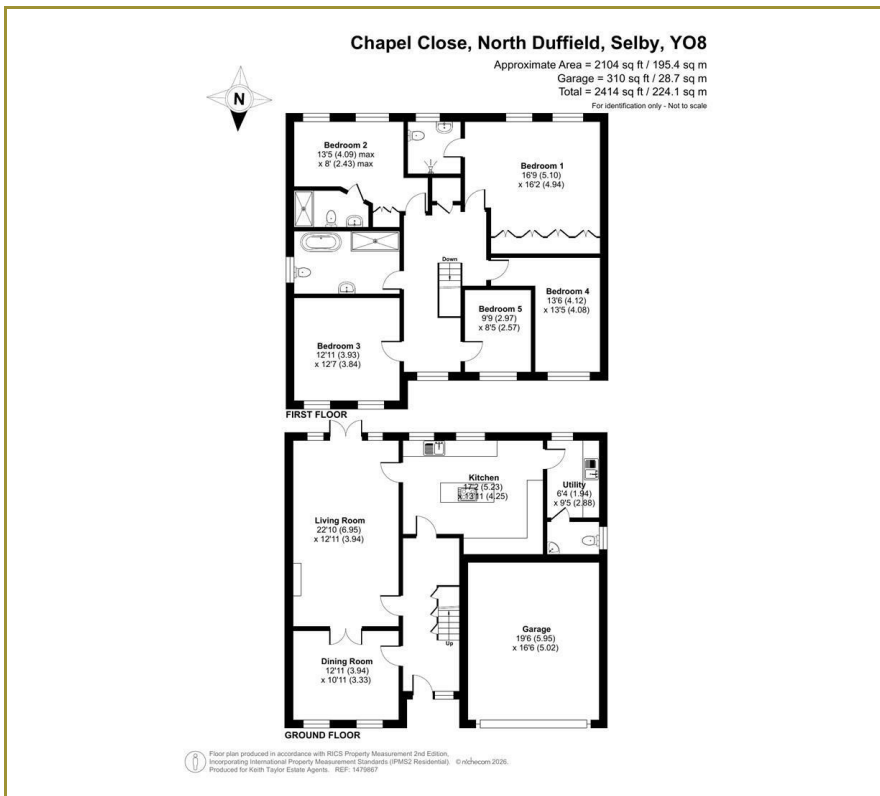 Chapel Close, North Duffield, Selby, YO8
Approximate Area = 2104 sq ft / 195.4 sq m
Garage = 310 sq ft / 28.7 sq m
Total = 2414 sq ft / 224.1 sq m
For identification only - Not to scale
N
Bedroom 2
13'5 (4.09) max
x 8' (2.43) max
Bedroom 1
16'9 (5.10)
x 16'2 (4.94)
Down
Bedroom 4
13'6 (4.12)
x 13'5 (4.08)
Bedroom 5
9'9 (2.97)
x 8'5 (2.57)
Bedroom 3
12'11 (3.93)
x 12'7 (3.84)
FIRST FLOOR
Kitchen
17'2 (5.23)
x 13'11 (4.25)
Utility
6'4 (1.94)
x 9'5 (2.88)
Living Room
22'10 (6.95)
x 12'11 (3.94)
Up
Garage
19'6 (5.95)
x 16'6 (5.02)
Dining Room
12'11 (3.94)
x 10'11 (3.33)
GROUND FLOOR
Floor plan produced in accordance with RICS Property Measurement 2nd Edition,
Incorporating International Property Measurement Standards (IPMS2 Residential). ©nichecom 2026.
Produced for Keith Taylor Estate Agents. REF: 1479867